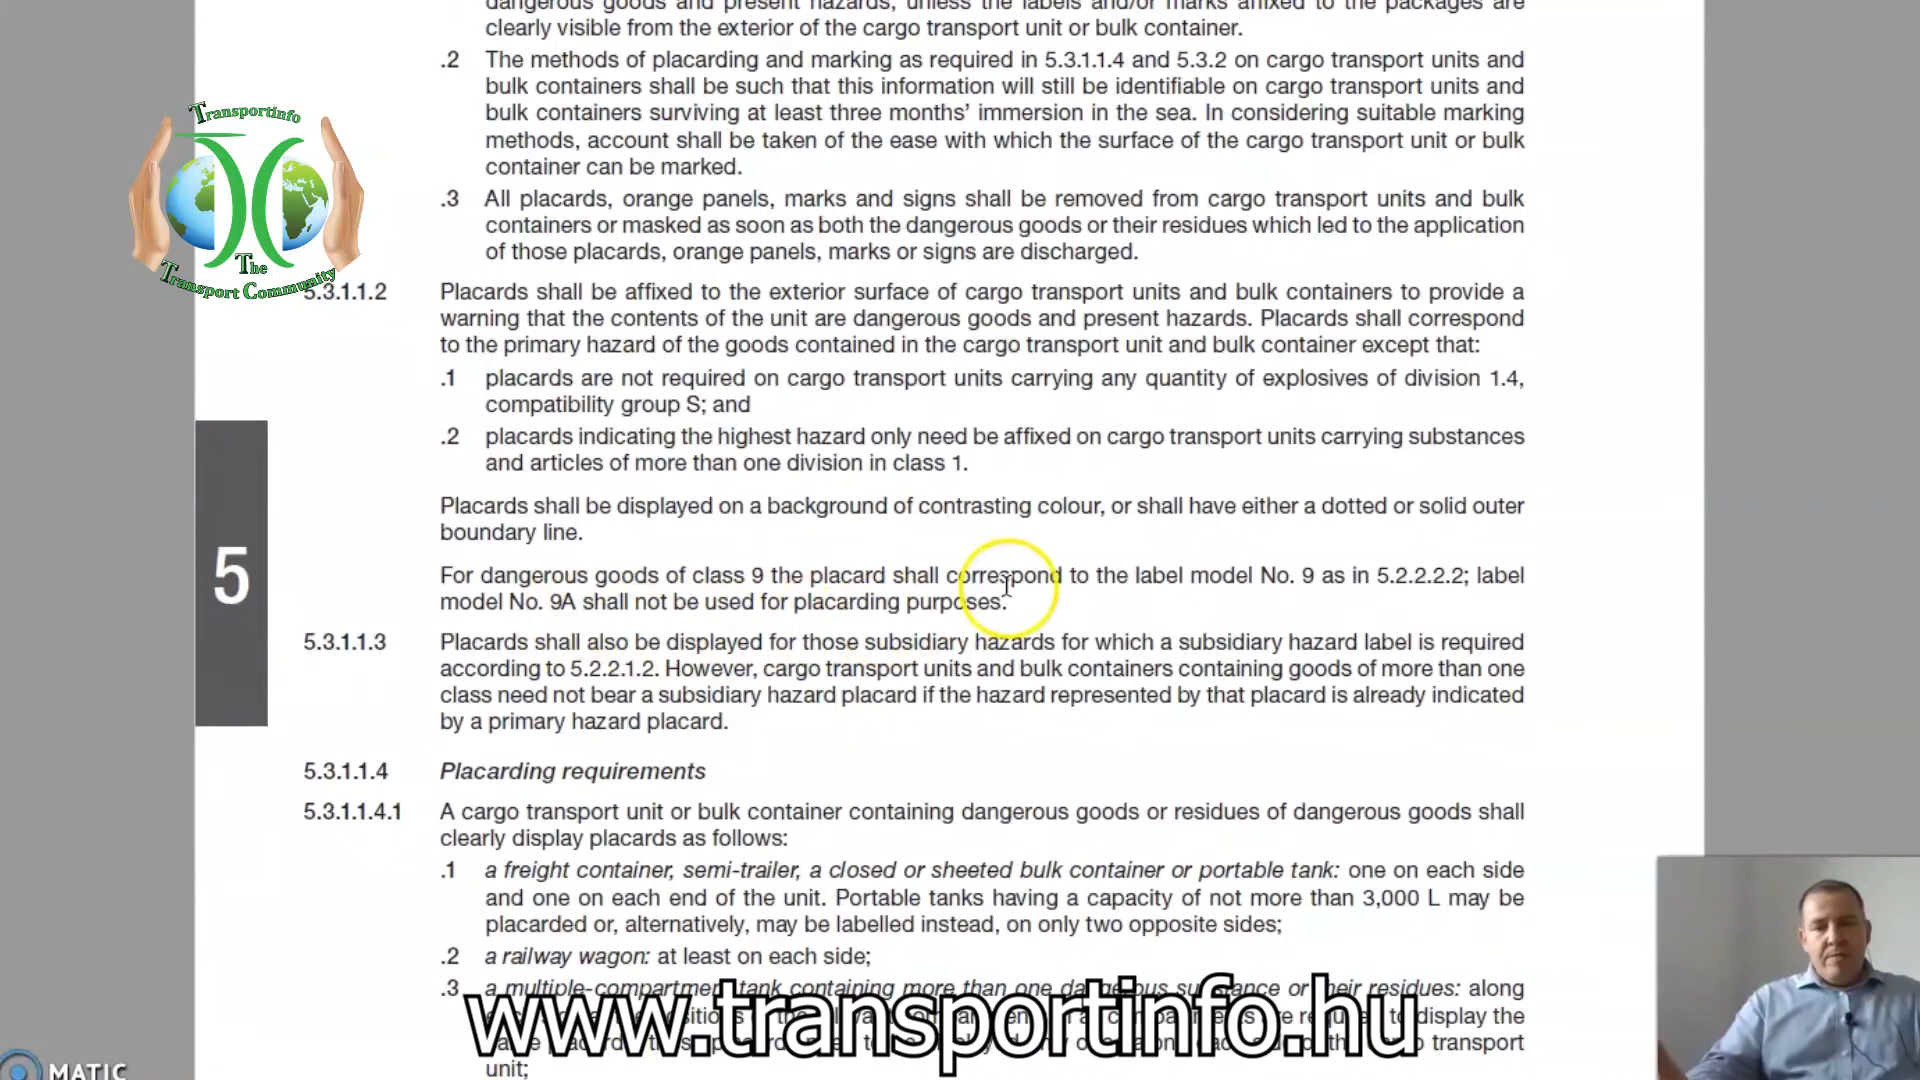 dangerous goods and present hazards, unless the labels and/or marks affixed to the packages are
clearly visible from the exterior of the cargo transport unit or bulk container.
.2 The methods of placarding and marking as required in 5.3.1.1.4 and 5.3.2 on cargo transport units and
bulk containers shall be such that this information will still be identifiable on cargo transport units and
bulk containers surviving at least three months’ immersion in the sea. In considering suitable marking
methods, account shall be taken of the ease with which the surface of the cargo transport unit or bulk
container can be marked.
.3 All placards, orange panels, marks and signs shall be removed from cargo transport units and bulk
containers or masked as soon as both the dangerous goods or their residues which led to the application
of those placards, orange panels, marks or signs are discharged.
Transportinfo
The
Transport Community
5.3.1.1.2 Placards shall be affixed to the exterior surface of cargo transport units and bulk containers to provide a
warning that the contents of the unit are dangerous goods and present hazards. Placards shall correspond
to the primary hazard of the goods contained in the cargo transport unit and bulk container except that:
.1 placards are not required on cargo transport units carrying any quantity of explosives of division 1.4,
compatibility group S; and
.2 placards indicating the highest hazard only need be affixed on cargo transport units carrying substances
and articles of more than one division in class 1.
Placards shall be displayed on a background of contrasting colour, or shall have either a dotted or solid outer
boundary line.
5
For dangerous goods of class 9 the placard shall correspond to the label model No. 9 as in 5.2.2.2.2; label
model No. 9A shall not be used for placarding purposes.
5.3.1.1.3 Placards shall also be displayed for those subsidiary hazards for which a subsidiary hazard label is required
according to 5.2.2.1.2. However, cargo transport units and bulk containers containing goods of more than one
class need not bear a subsidiary hazard placard if the hazard represented by that placard is already indicated
by a primary hazard placard.
5.3.1.1.4 Placarding requirements
5.3.1.1.4.1 A cargo transport unit or bulk container containing dangerous goods or residues of dangerous goods shall
clearly display placards as follows:
.1 a freight container, semi-trailer, a closed or sheeted bulk container or portable tank: one on each side
and one on each end of the unit. Portable tanks having a capacity of not more than 3,000 L may be
placarded or, alternatively, may be labelled instead, on only two opposite sides;
.2 a railway wagon: at least on each side;
.3 a multiple-compartment tank containing more than one dangerous substance or their residues: along
display the
transport
unit;
www.transportinfo.hu
MATIC